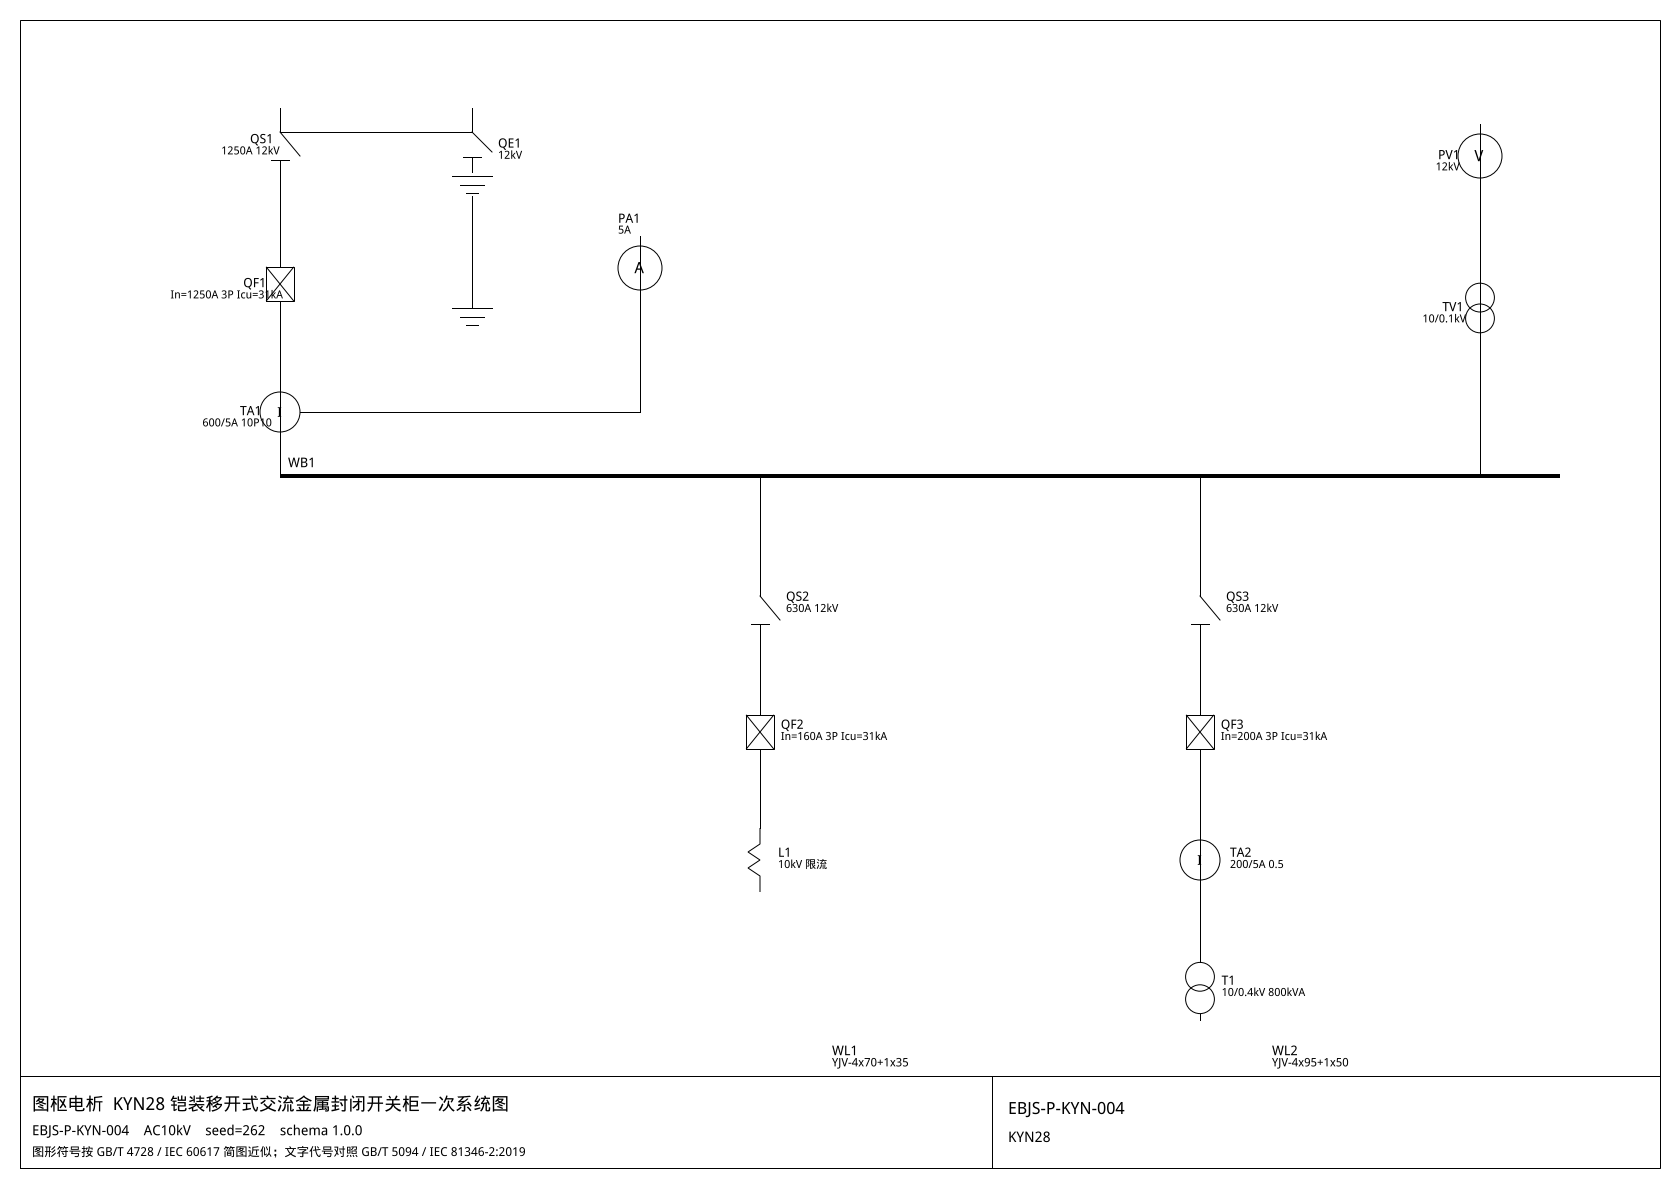 QS1
1250A 12kV
QE1
12kV
PV1
12kV
V
PA1
5A
A
QF1
In=1250A 3P Icu=31kA
TV1
10/0.1kV
TA1
600/5A 10P10
I
WB1
QS2
630A 12kV
QS3
630A 12kV
QF2
In=160A 3P Icu=31kA
QF3
In=200A 3P Icu=31kA
L1
10kV 限流
I
TA2
200/5A 0.5
T1
10/0.4kV 800kVA
WL1
YJV-4x70+1x35
WL2
YJV-4x95+1x50
图枢电析 KYN28 铠装移开式交流金属封闭开关柜一次系统图
EBJS-P-KYN-004 AC10kV seed=262 schema 1.0.0
图形符号按 GB/T 4728 / IEC 60617 简图近似；文字代号对照 GB/T 5094 / IEC 81346-2:2019
EBJS-P-KYN-004
KYN28